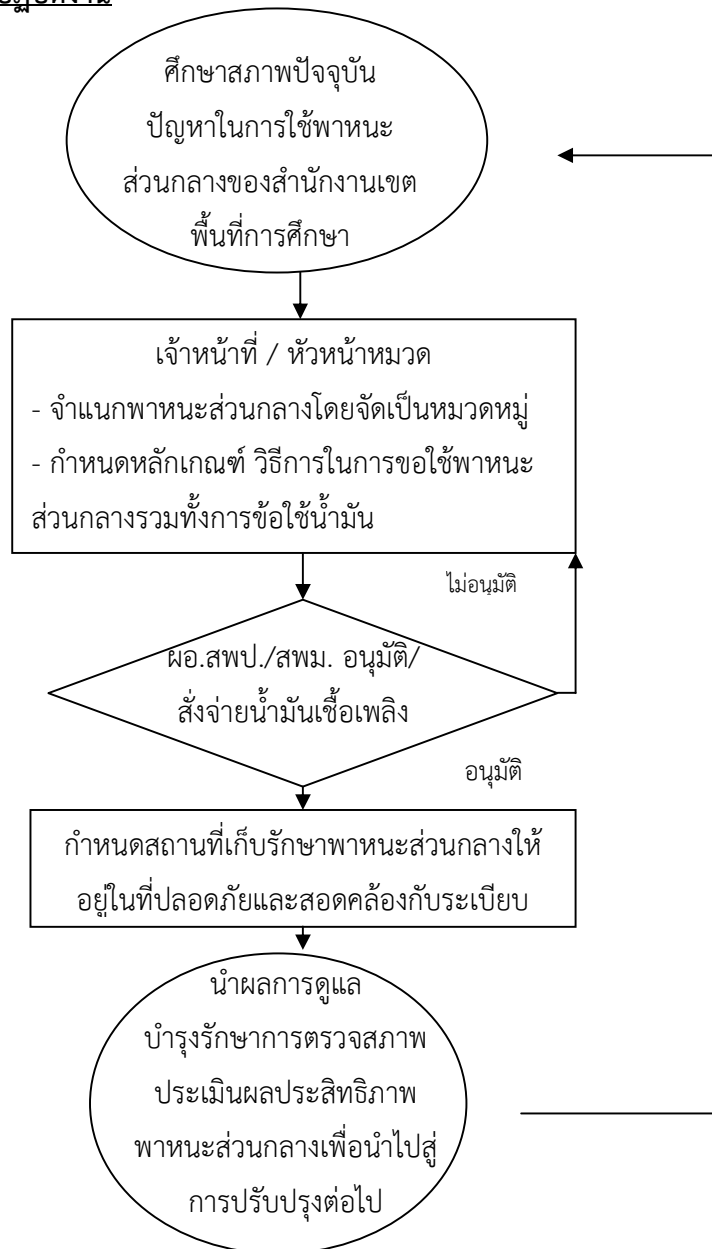 ศึกษาสภาพปัจจุบัน
ปัญหาในการใช้พาหนะ
ส่วนกลางของสำนักงานเขต
พื้นที่การศึกษา
เจ้าหน้าที่ / หัวหน้าหมวด
- จำแนกพาหนะส่วนกลางโดยจัดเป็นหมวดหมู่
- กำหนดหลักเกณฑ์ วิธีการในการขอใช้พาหนะ
ส่วนกลางรวมทั้งการข้อใช้น้ำมัน
ไม่อนุมัติ
ผอ.สพป./สพม. อนุมัติ/
สั่งจ่ายน้ำมันเชื้อเพลิง
อนุมัติ
กำหนดสถานที่เก็บรักษาพาหนะส่วนกลางให้
อยู่ในที่ปลอดภัยและสอดคล้องกับระเบียบ
นำผลการดูแล
บำรุงรักษาการตรวจสภาพ
ประเมินผลประสิทธิภาพ
พาหนะส่วนกลางเพื่อนำไปสู่
การปรับปรุงต่อไป